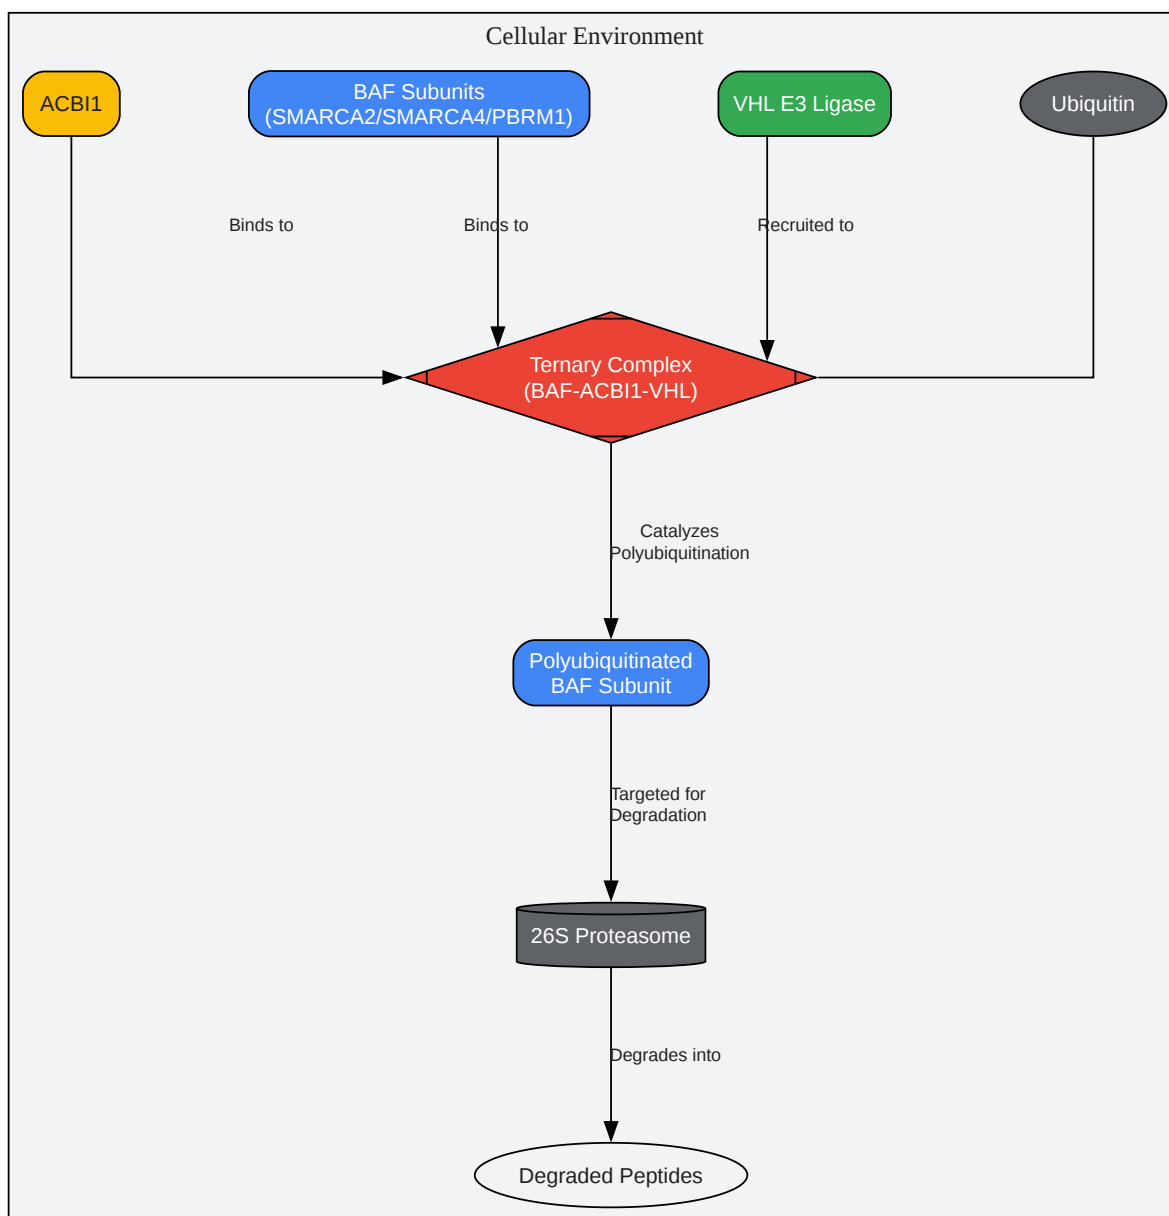 Cellular Environment
ACBI1
BAF Subunits
(SMARCA2/SMARCA4/PBRM1)
VHL E3 Ligase
Ubiquitin
Binds to
Binds to
Recruited to
Ternary Complex
(BAF-ACBI1-VHL)
Catalyzes
Polyubiquitination
Polyubiquitinated
BAF Subunit
Targeted for
Degradation
26S Proteasome
Degrades into
Degraded Peptides